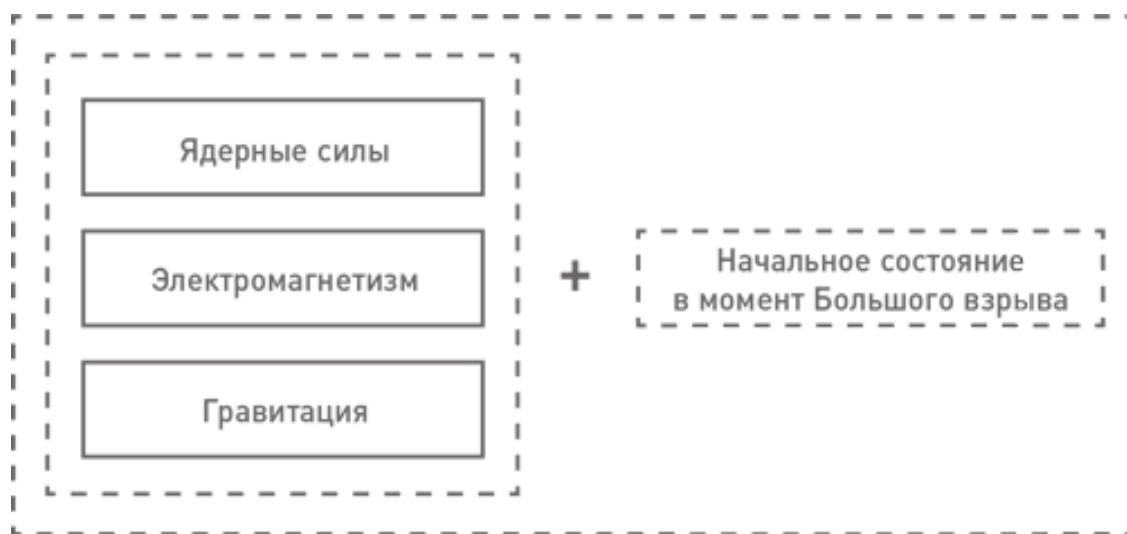 Ядерные силы
Электромагнетизм
Гравитация
+
Начальное состояние
в момент Большого взрыва